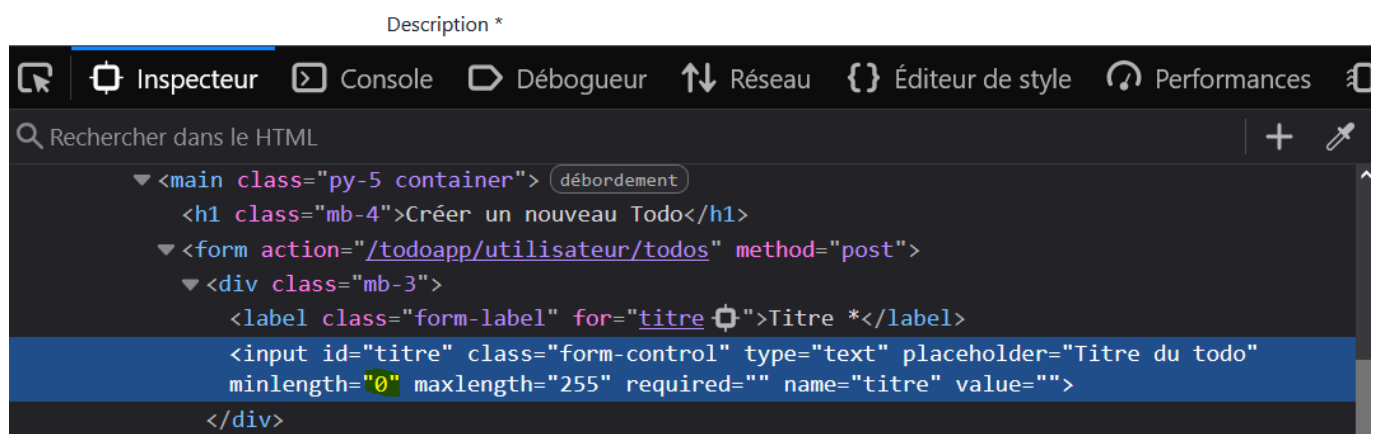 Description *
Inspecteur Console Débogueur Réseau {} Éditeur de style Performances
Rechercher dans le HTML +
<main class="py-5 container"> débordement
<h1 class="mb-4">Créer un nouveau Todo</h1>
<form action="/todoapp/utilisateur/todos" method="post">
<div class="mb-3">
<label class="form-label" for="titre">Titre *</label>
<input id="titre" class="form-control" type="text" placeholder="Titre du todo"
minlength="0" maxlength="255" required="" name="titre" value="">
</div>